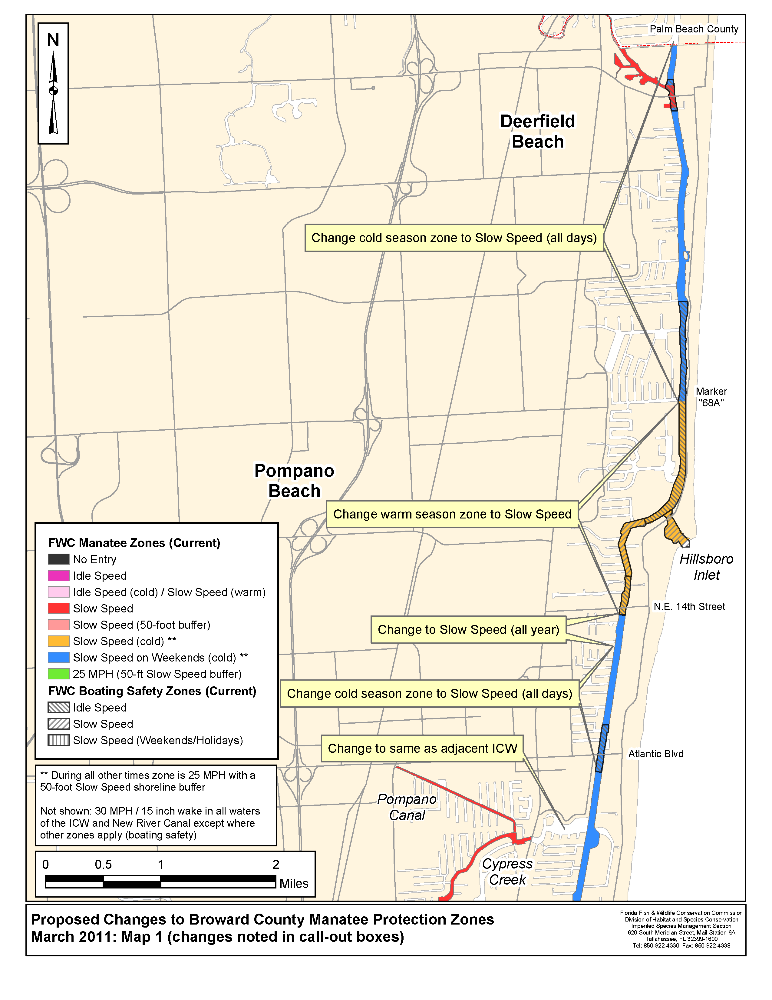 N
Palm Beach County
Deerfield
Beach
Change cold season zone to Slow Speed (all days)
Marker
"68A"
Pompano
Beach
Change warm season zone to Slow Speed
Hillsboro
Inlet
N.E. 14th Street
Change to Slow Speed (all year)
Change cold season zone to Slow Speed (all days)
Change to same as adjacent ICW
Atlantic Blvd
Pompano
Canal
Cypress
Creek
FWC Manatee Zones (Current)
No Entry
Idle Speed
Idle Speed (cold) / Slow Speed (warm)
Slow Speed
Slow Speed (50-foot buffer)
Slow Speed (cold) **
Slow Speed on Weekends (cold) **
25 MPH (50-ft Slow Speed buffer)
FWC Boating Safety Zones (Current)
Idle Speed
Slow Speed
Slow Speed (Weekends/Holidays)
** During all other times zone is 25 MPH with a
50-foot Slow Speed shoreline buffer
Not shown: 30 MPH / 15 inch wake in all waters
of the ICW and New River Canal except where
other zones apply (boating safety)
0 0.5 1 2
Miles
Proposed Changes to Broward County Manatee Protection Zones
March 2011: Map 1 (changes noted in call-out boxes)
Florida Fish & Wildlife Conservation Commission
Division of Habitat and Species Conservation
Imperiled Species Management Section
620 South Meridian Street, Mail Station 6A
Tallahassee, FL 32399-1600
Tel: 850-922-4330 Fax: 850-922-4338